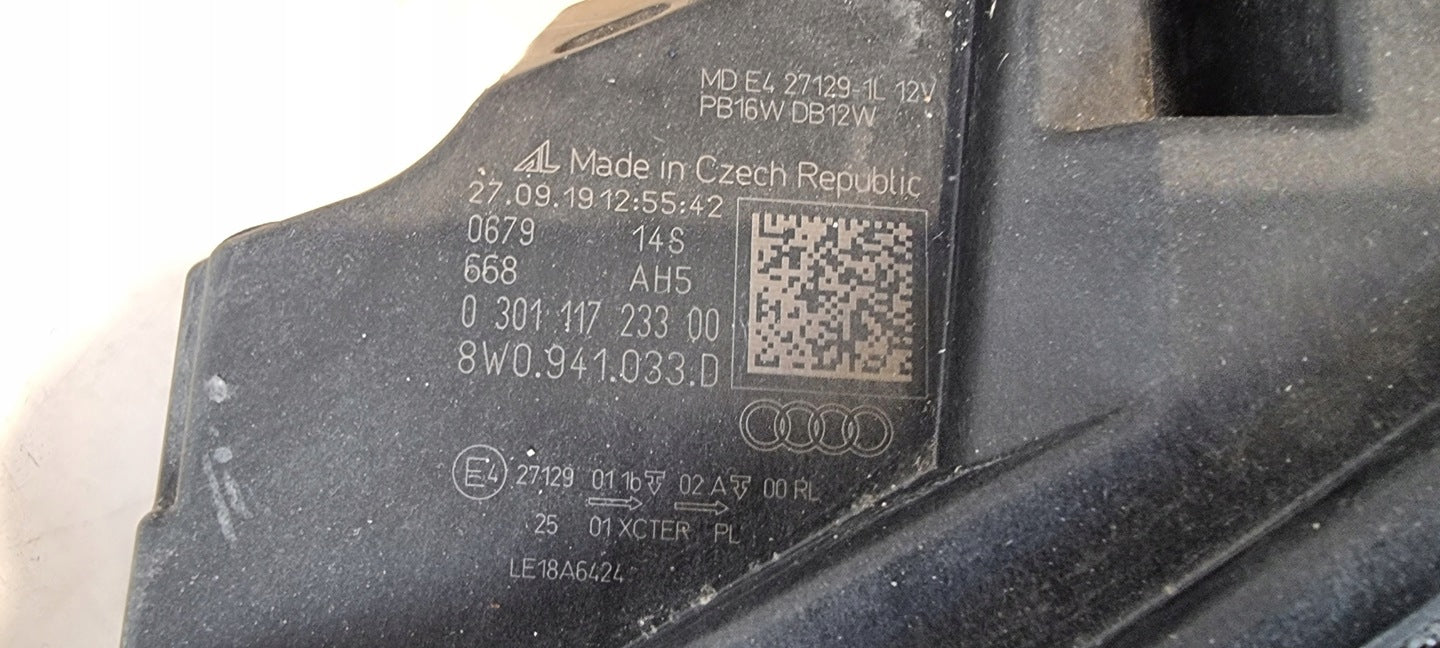 MD E4 27129-1L 12V
PB16W DB12W
AL Made in Czech Republic
27.09.19 12:55:42
0679 14S
668 AH5
0 301 117 233 00
8W0.941.033.D
E4 27129 01 1b 02 A 00 RL
25 01 XCTER PL
LE18A6424